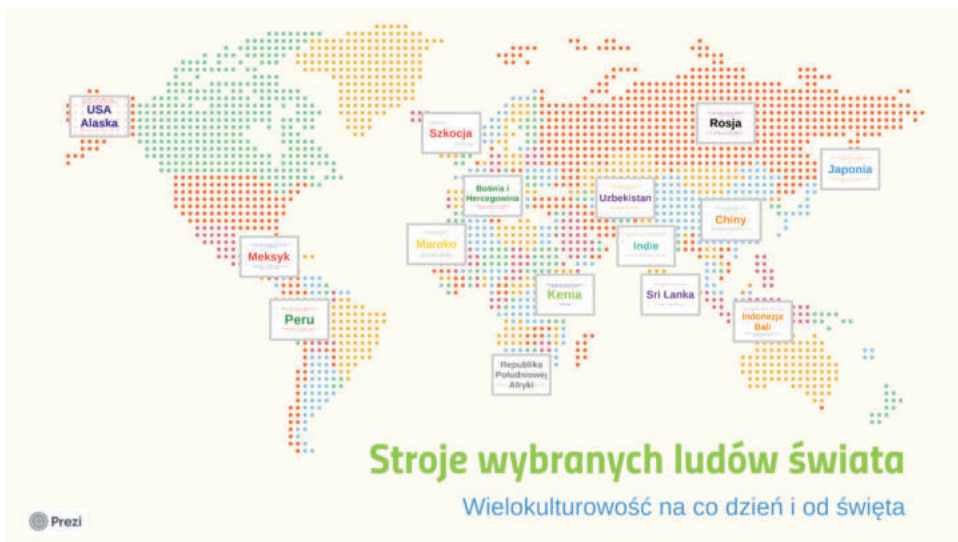 USA
Alaska
Szkocja
Rosja
Japonia
Bośnia i
Hercegowina
Uzbekistan
Chiny
Maroko
Indie
Meksyk
Kenia
Sri Lanka
Peru
Indonezja
Bali
Republika
Południowej
Afryki
Stroje wybranych ludów świata
Wielokulturowość na co dzień i od święta
Prezi